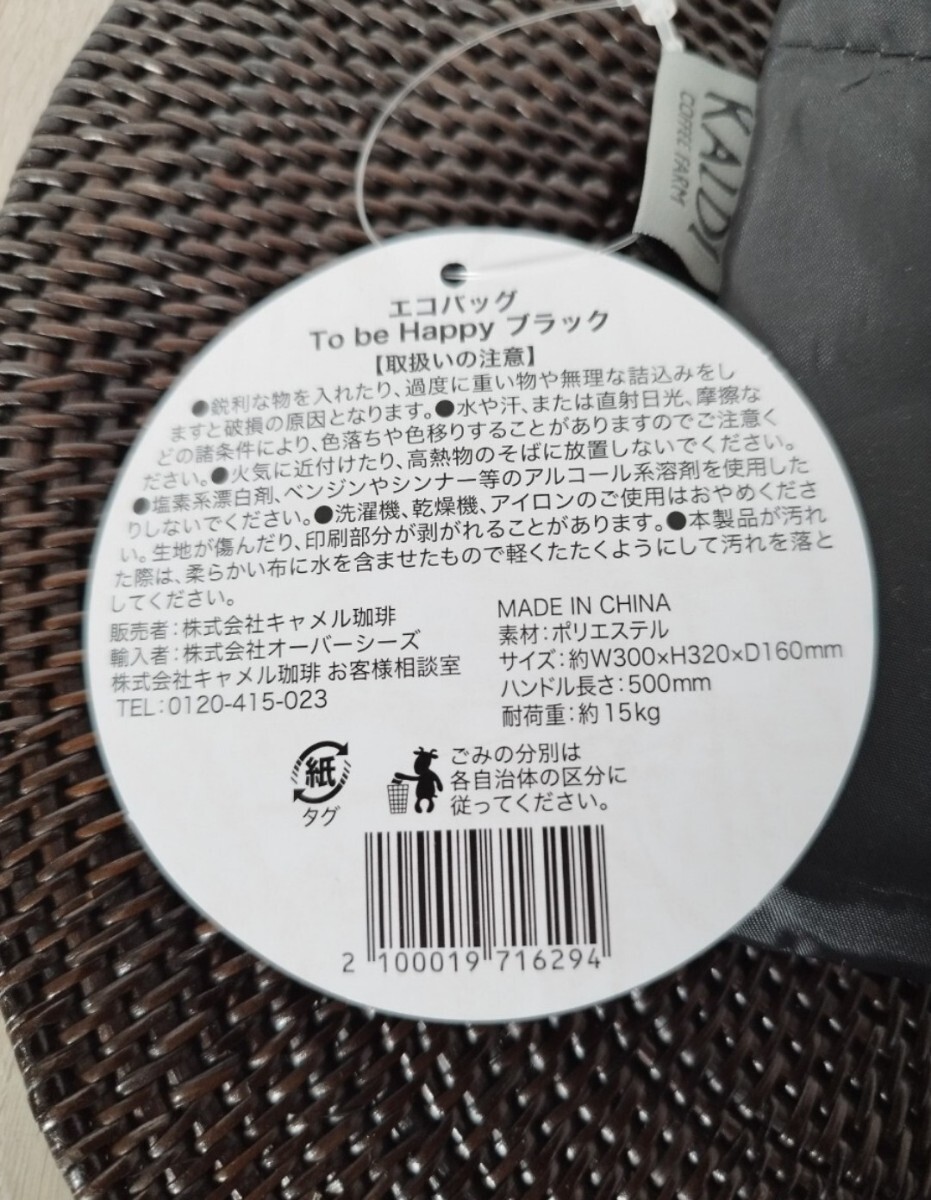 KALDI
COFFEE FARM
エコバッグ
To be Happy ブラック
【取扱いの注意】
●鋭利な物を入れたり、過度に重い物や無理な詰込みをし
ますと破損の原因となります。●水や汗、または直射日光、摩擦な
どの諸条件により、色落ちや色移りすることがありますのでご注意く
ださい。●火気に近付けたり、高熱物のそばに放置しないでください。
●塩素系漂白剤、ベンジンやシンナー等のアルコール系溶剤を使用した
りしないでください。●洗濯機、乾燥機、アイロンのご使用はおやめくださ
い。生地が傷んだり、印刷部分が剥がれることがあります。●本製品が汚れ
た際は、柔らかい布に水を含ませたもので軽くたたくようにして汚れを落と
してください。
販売者：株式会社キャメル珈琲
輸入者：株式会社オーバーシーズ
株式会社キャメル珈琲 お客様相談室
TEL：0120-415-023
MADE IN CHINA
素材：ポリエステル
サイズ：約W300×H320×D160mm
ハンドル長さ：500mm
耐荷重：約15kg
紙
タグ
ごみの分別は
各自治体の区分に
従ってください。
2 100019 716294